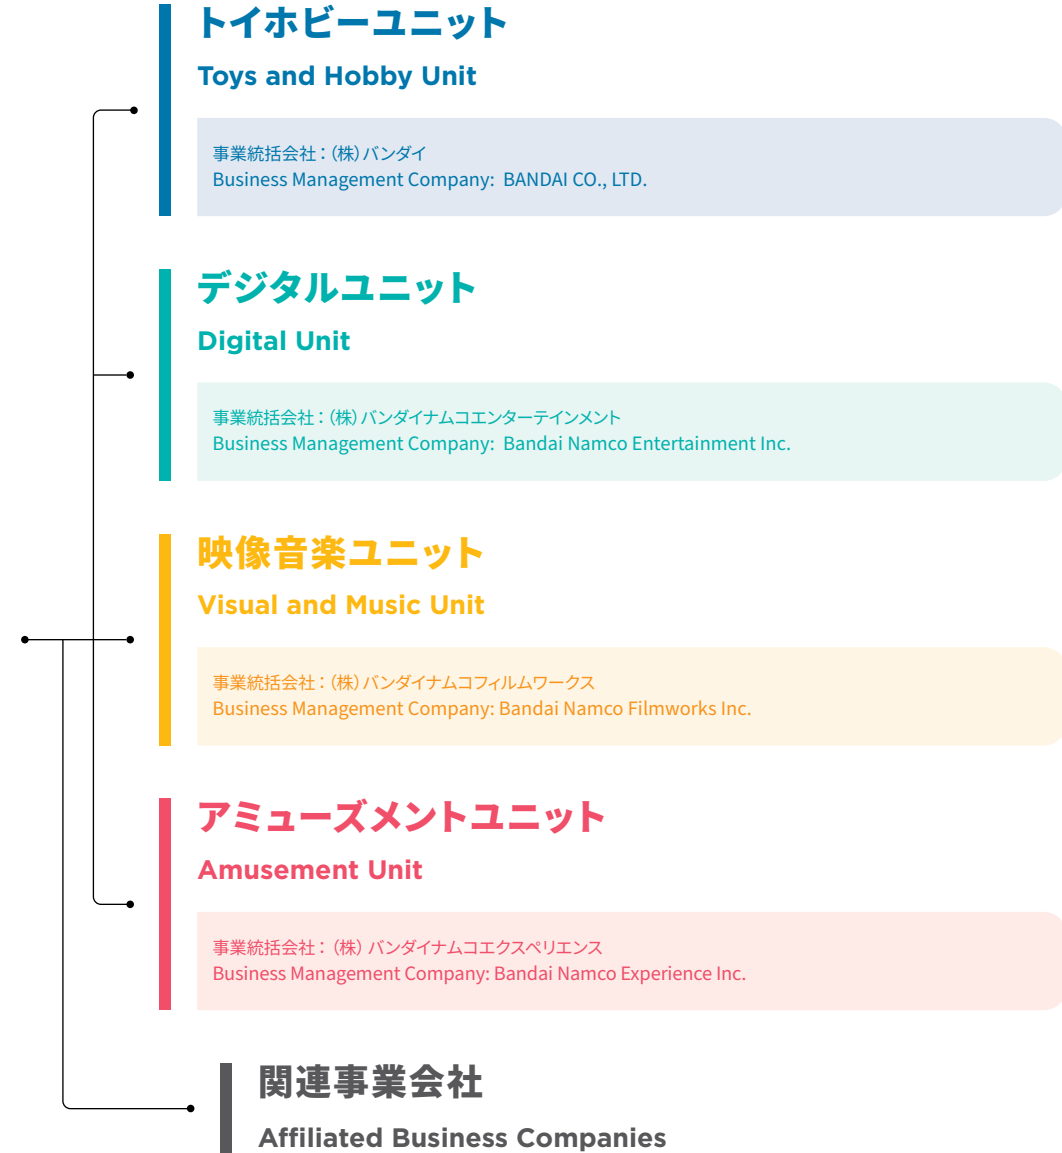 トイホビーユニット
Toys and Hobby Unit
事業統括会社：（株）バンダイ
Business Management Company: BANDAI CO., LTD.
デジタルユニット
Digital Unit
事業統括会社：（株）バンダイナムコエンターテインメント
Business Management Company: Bandai Namco Entertainment Inc.
映像音楽ユニット
Visual and Music Unit
事業統括会社：（株）バンダイナムコフィルムワークス
Business Management Company: Bandai Namco Filmworks Inc.
アミューズメントユニット
Amusement Unit
事業統括会社：（株）バンダイナムコエクスペリエンス
Business Management Company: Bandai Namco Experience Inc.
関連事業会社
Affiliated Business Companies